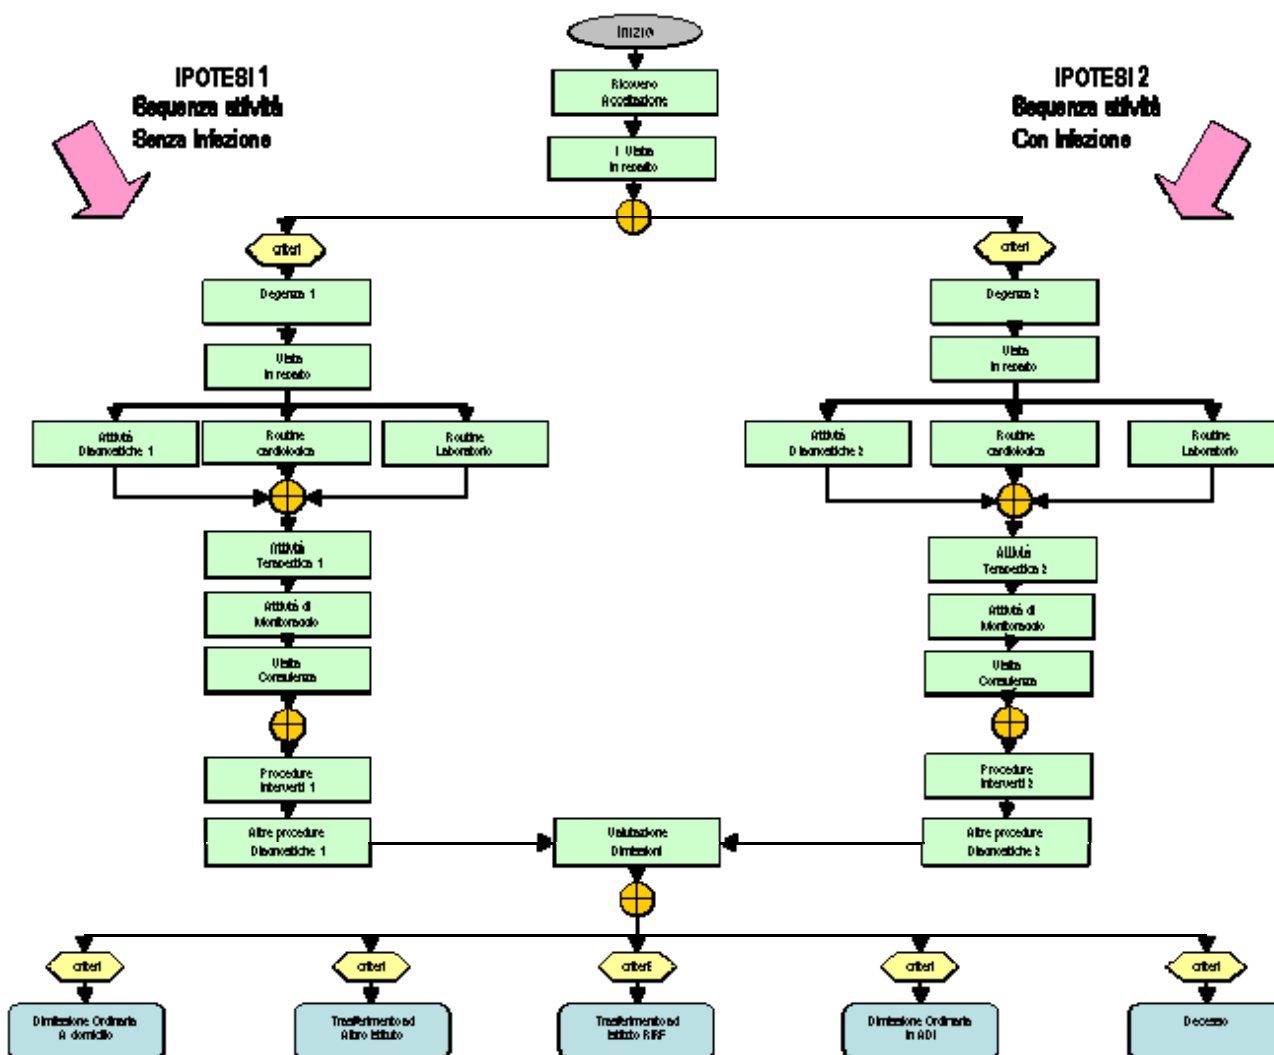 Inizio
IPOTESI 1
Sequenza attività
Senza Infezione
IPOTESI 2
Sequenza attività
Con Infezione
Ricovero
Accettazione
I Visita
In reparto
criteri
criteri
Degenza 1
Degenza 2
Visita
In reparto
Visita
In reparto
Attività
Diagnostiche 1
Routine
cardiologica
Routine
Laboratorio
Attività
Diagnostiche 2
Routine
cardiologica
Routine
Laboratorio
Attività
Terapeutica 1
Attività
Terapeutica 2
Attività di
Monitoraggio
Attività di
Monitoraggio
Visita
Consulenza
Visita
Consulenza
Procedure
Interventi 1
Procedure
Interventi 2
Altre procedure
Diagnostiche 1
Valutazione
Dimissioni
Altre procedure
Diagnostiche 2
criteri
criteri
criteri
criteri
criteri
Dimissione Ordinaria
A domicilio
Trasferimento ad
Altro Istituto
Trasferimento ad
Istituto RIRF
Dimissione Ordinaria
In ADI
Decesso